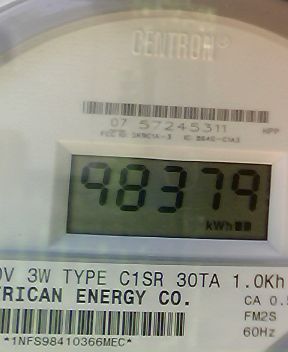 CENTRON
07 57245311
98379
kWh
0V 3W TYPE C1SR 30TA 1.0Kh
TRICAN ENERGY CO.
CA 0.5
FM2S
60Hz
*1NFS98410366MEC*